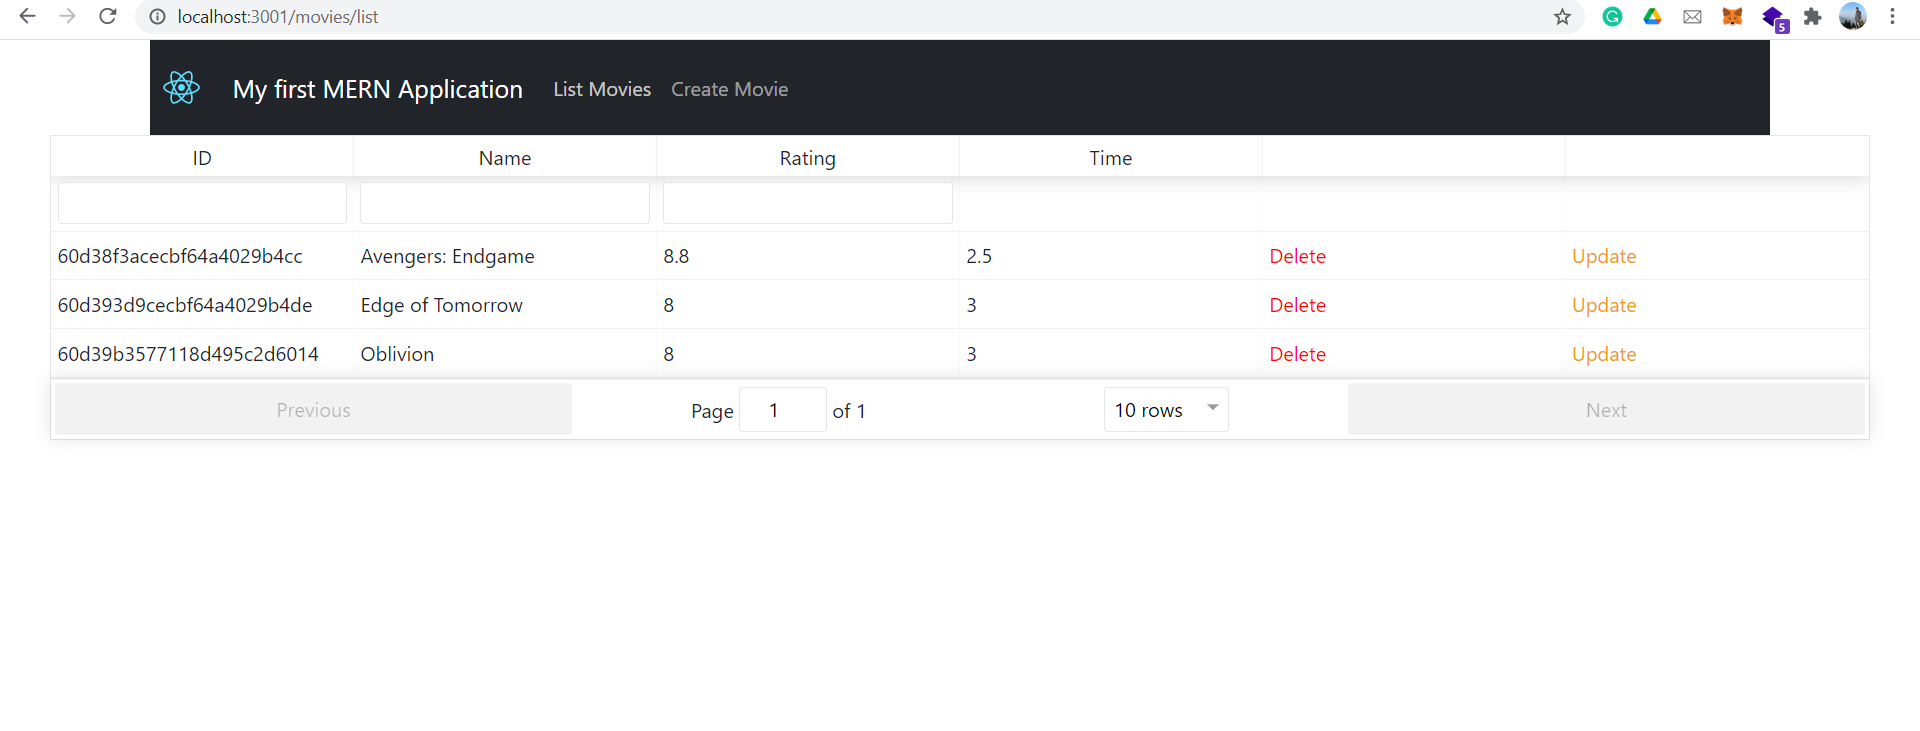 localhost:3001/movies/list
5
My first MERN Application List Movies Create Movie
ID Name Rating Time
60d38f3acecbf64a4029b4cc Avengers: Endgame 8.8 2.5 Delete Update
60d393d9cecbf64a4029b4de Edge of Tomorrow 8 3 Delete Update
60d39b3577118d495c2d6014 Oblivion 8 3 Delete Update
Previous Page 1 of 1 10 rows Next